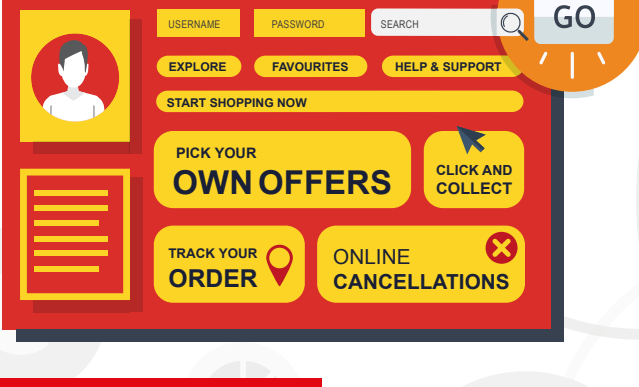 USERNAME
PASSWORD
SEARCH
GO
EXPLORE
FAVOURITES
HELP & SUPPORT
START SHOPPING NOW
PICK YOUR
OWN OFFERS
CLICK AND
COLLECT
TRACK YOUR
ORDER
ONLINE
CANCELLATIONS